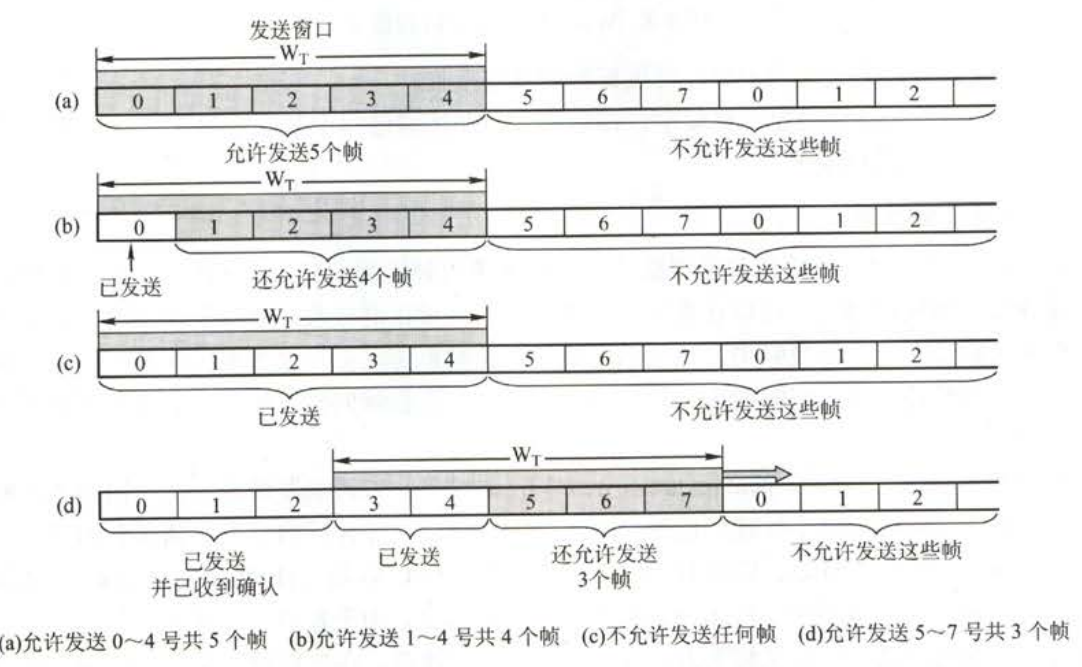 发送窗口
W_T
(a) 0 1 2 3 4 5 6 7 0 1 2
允许发送5个帧 不允许发送这些帧
W_T
(b) 0 1 2 3 4 5 6 7 0 1 2
已发送 还允许发送4个帧 不允许发送这些帧
W_T
(c) 0 1 2 3 4 5 6 7 0 1 2
已发送 不允许发送这些帧
W_T
(d) 0 1 2 3 4 5 6 7 0 1 2
已发送 已发送 还允许发送 不允许发送这些帧
并已收到确认 3个帧
(a)允许发送 0～4 号共 5 个帧 (b)允许发送 1～4 号共 4 个帧 (c)不允许发送任何帧 (d)允许发送 5～7 号共 3 个帧